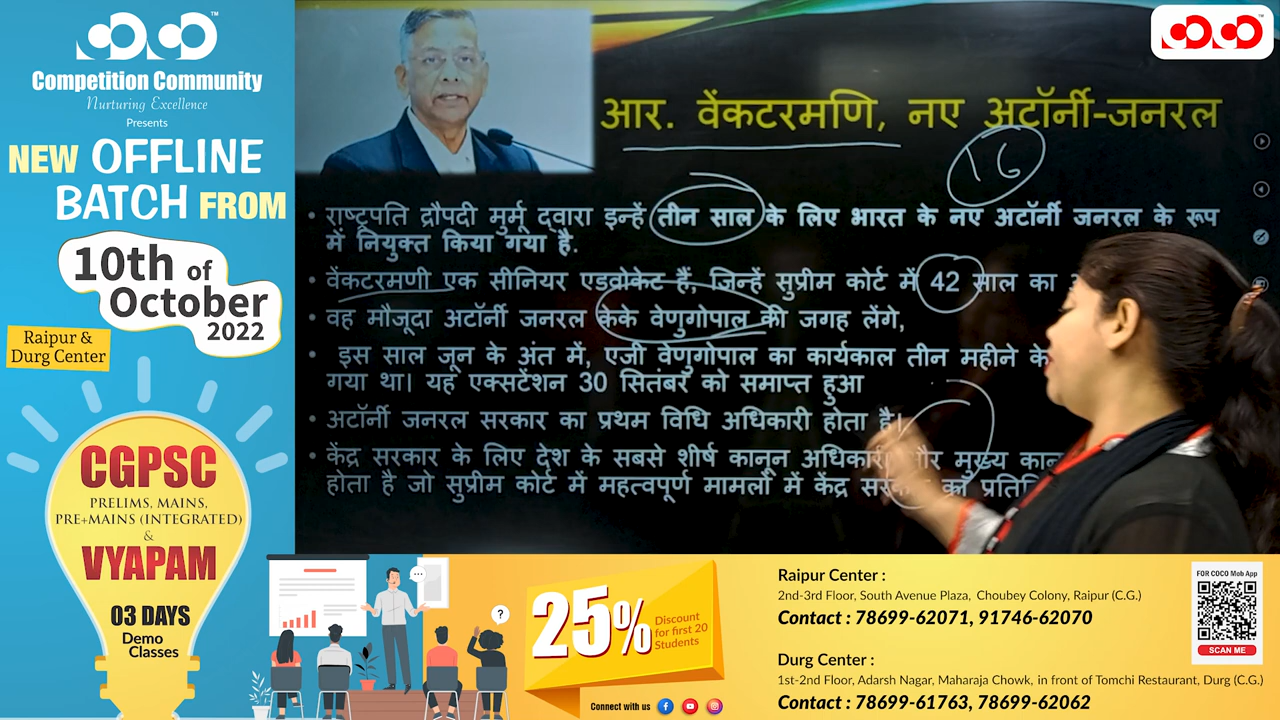 COCO
TM
Competition Community
Nurturing Excellence
Presents
NEW OFFLINE
BATCH FROM
10th of
October
2022
Raipur &
Durg Center
CGPSC
PRELIMS, MAINS,
PRE+MAINS (INTEGRATED)
&
VYAPAM
03 DAYS
Demo
Classes
COCO
TM
आर. वेंकटरमणि, नए अटॉर्नी-जनरल
16
• राष्ट्रपति द्रौपदी मुर्मू द्वारा इन्हें तीन साल के लिए भारत के नए अटॉर्नी जनरल के रूप
में नियुक्त किया गया है.
• वेंकटरमणी एक सीनियर एडवोकेट हैं, जिन्हें सुप्रीम कोर्ट में 42 साल का
• वह मौजूदा अटॉर्नी जनरल केके वेणुगोपाल की जगह लेंगे,
• इस साल जून के अंत में, एजी वेणुगोपाल का कार्यकाल तीन महीने के
गया था। यह एक्सटेंशन 30 सितंबर को समाप्त हुआ
• अटॉर्नी जनरल सरकार का प्रथम विधि अधिकारी होता है।
• केंद्र सरकार के लिए देश के सबसे शीर्ष कानून अधिकारी और मुख्य
होता है जो सुप्रीम कोर्ट में महत्वपूर्ण मामलों में केंद्र
25%
Discount
for first 20
Students
?
Connect with us
Raipur Center :
2nd-3rd Floor, South Avenue Plaza, Choubey Colony, Raipur (C.G.)
Contact : 78699-62071, 91746-62070
Durg Center :
1st-2nd Floor, Adarsh Nagar, Maharaja Chowk, in front of Tomchi Restaurant, Durg (C.G.)
Contact : 78699-61763, 78699-62062
FOR COCO Mob App
SCAN ME